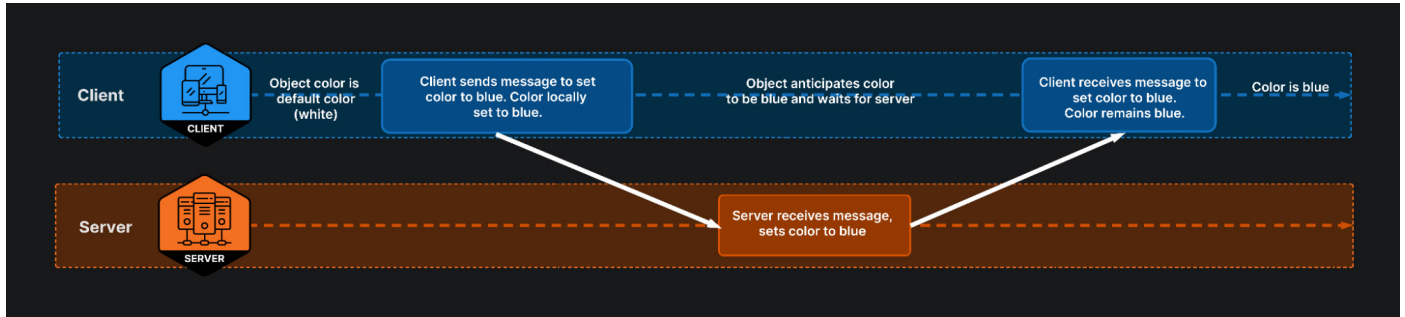 Client
CLIENT
Object color is
default color
(white)
Client sends message to set
color to blue. Color locally
set to blue.
Object anticipates color
to be blue and waits for server
Client receives message to
set color to blue.
Color remains blue.
Color is blue
Server
SERVER
Server receives message,
sets color to blue